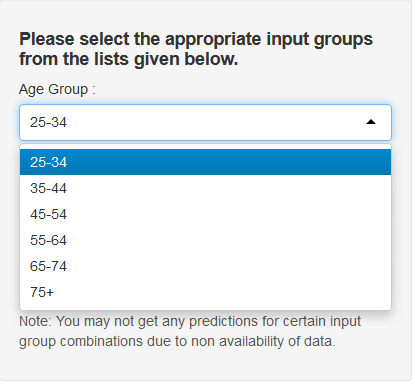 Please select the appropriate input groups
from the lists given below.
Age Group :
25-34
25-34
35-44
45-54
55-64
65-74
75+
Note: You may not get any predictions for certain input
group combinations due to non availability of data.